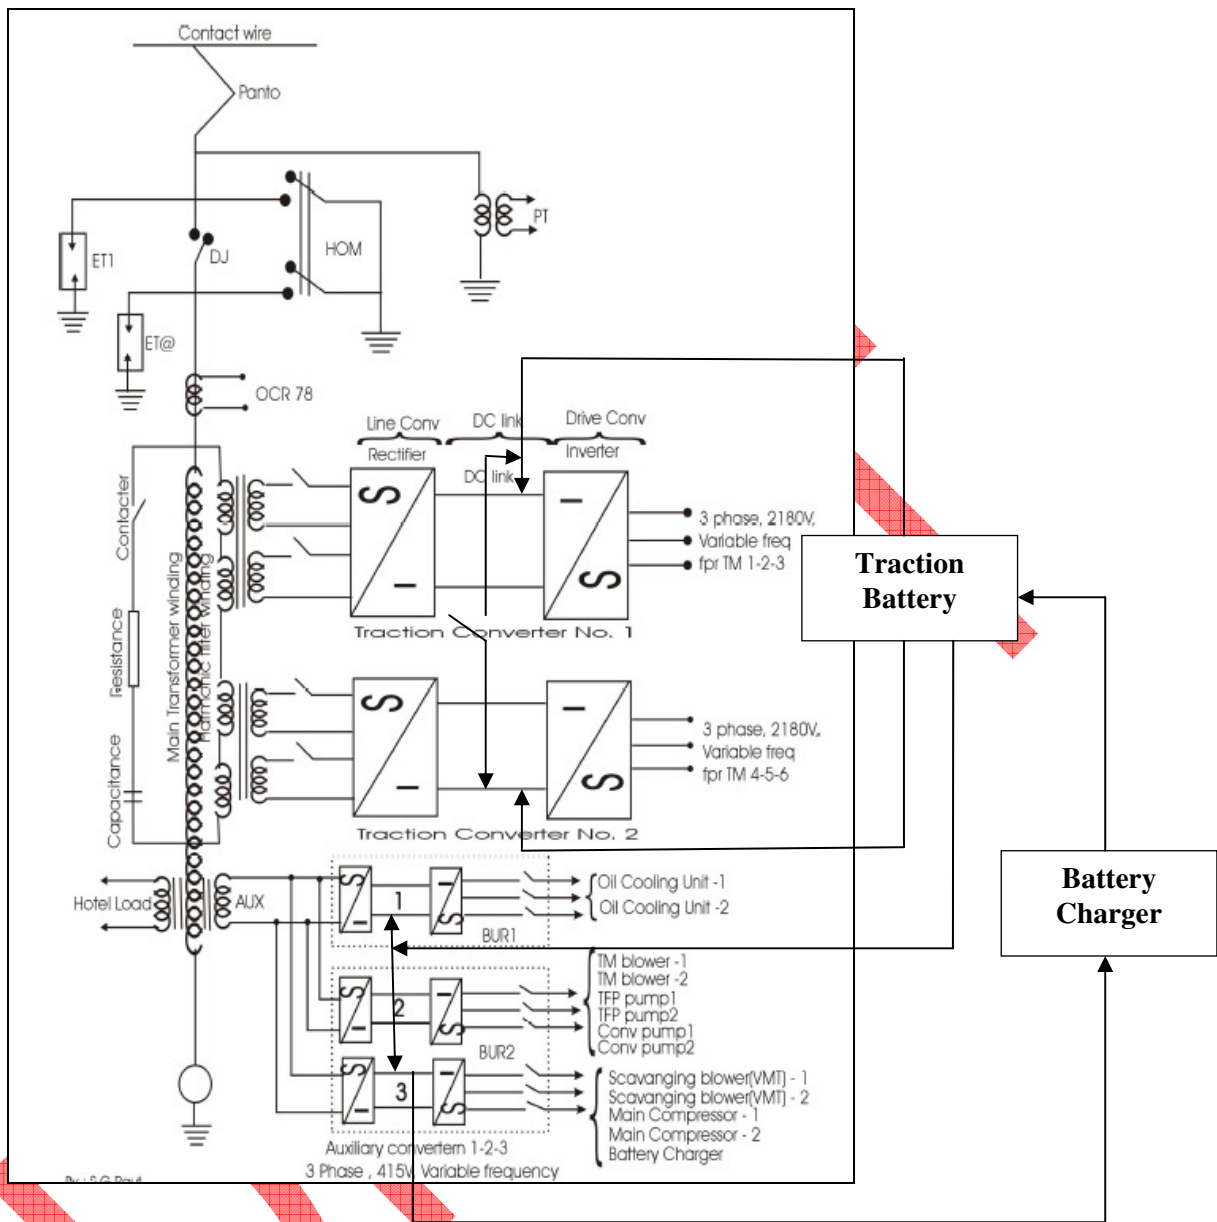 Contact wire
Panto
PT
HOM
DJ
ET1
ET@
OCR 78
Line Conv
DC link
Drive Conv
Rectifier
Inverter
DC link
S
I
I
S
Contacter
Resistance
Capacitance
Main Transformer winding
Harmonic filter winding
3 phase, 2180V,
Variable freq
fpr TM 1-2-3
Traction Converter No. 1
Traction
Battery
S
I
I
S
3 phase, 2180V,
Variable freq
fpr TM 4-5-6
Traction Converter No. 2
Battery
Charger
Hotel Load
AUX
S
I
1
I
S
BUR1
Oil Cooling Unit -1
Oil Cooling Unit -2
S
I
2
I
S
BUR2
TM blower -1
TM blower -2
TFP pump1
TFP pump2
Conv pump1
Conv pump2
S
I
3
I
S
Scavanging blower(VMT) - 1
Scavanging blower(VMT) - 2
Main Compressor - 1
Main Compressor - 2
Battery Charger
Auxiliary convertern 1-2-3
3 Phase , 415V, Variable frequency